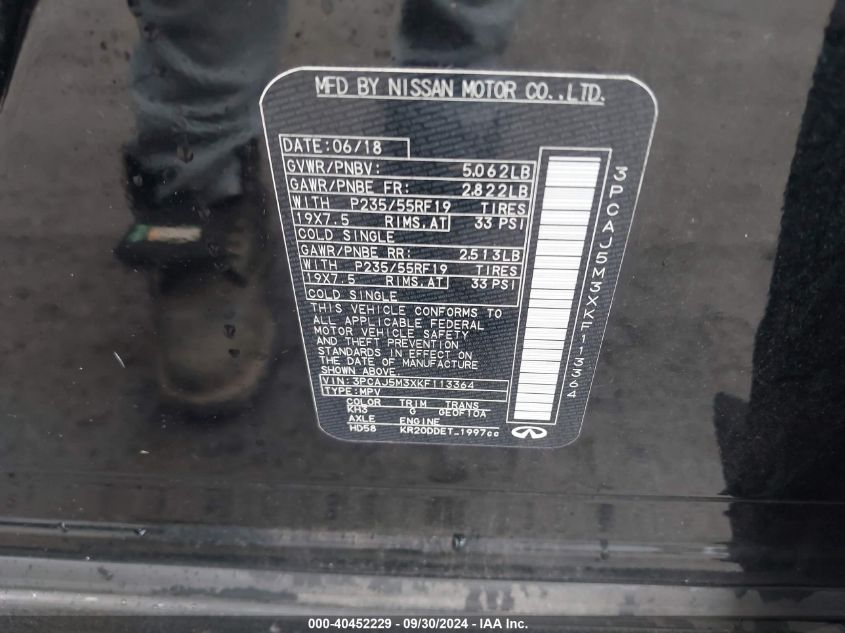 MFD BY NISSAN MOTOR CO.,LTD.
DATE:06/18
GVWR/PNBV: 5.062LB
GAWR/PNBE FR: 2.822LB
WITH P235/55RF19 TIRES
19X7.5 RIMS.AT 33 PSI
COLD SINGLE
GAWR/PNBE RR: 2.513LB
WITH P235/55RF19 TIRES
19X7.5 RIMS.AT 33 PSI
COLD SINGLE
THIS VEHICLE CONFORMS TO
ALL APPLICABLE FEDERAL
MOTOR VEHICLE SAFETY
AND THEFT PREVENTION
STANDARDS IN EFFECT ON
THE DATE OF MANUFACTURE
SHOWN ABOVE
VIN: 3PCAJ5M3XKF113364
TYPE: MPV
COLOR TRIM TRANS
KH3 G GEOF10A
AXLE ENGINE
HD58 KR20DDET-1997cc
3PCAJ5M3XKF113364
000-40452229 - 09/30/2024 - IAA Inc.